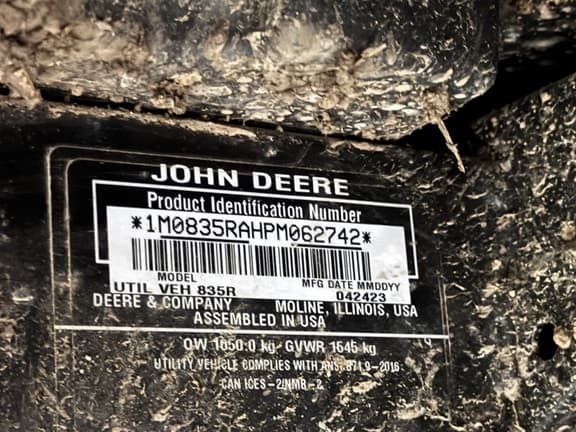 JOHN DEERE
Product Identification Number
*1M0835RAHPM062742*
MODEL MFG DATE MMDDYY
UTIL VEH 835R 042423
DEERE & COMPANY MOLINE, ILLINOIS, USA
ASSEMBLED IN USA
OW 1050.0 kg, GVWR 1645 kg
UTILITY VEHICLE COMPLIES WITH ANSI B71.9-2016
CAN ICES-2/NMB-2